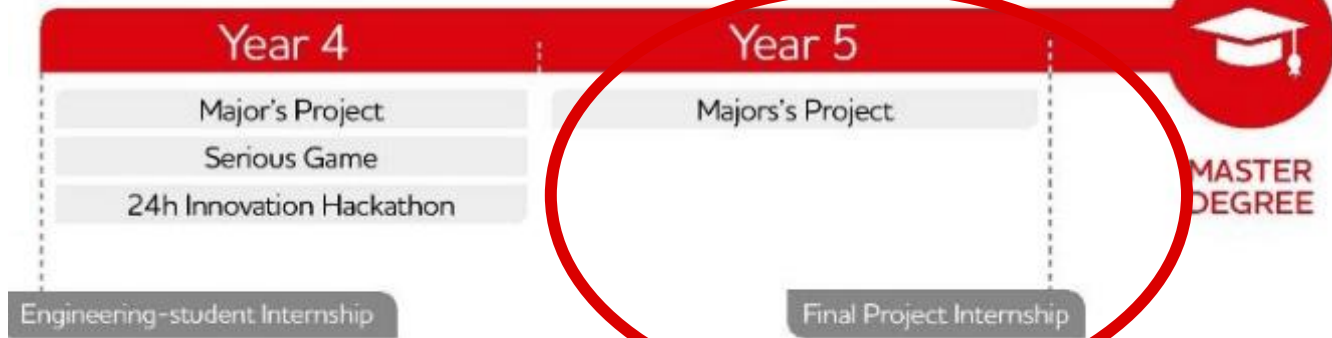 Year 4
Year 5
Major's Project
Majors's Project
Serious Game
24h Innovation Hackathon
MASTER
DEGREE
Engineering-student Internship
Final Project Internship